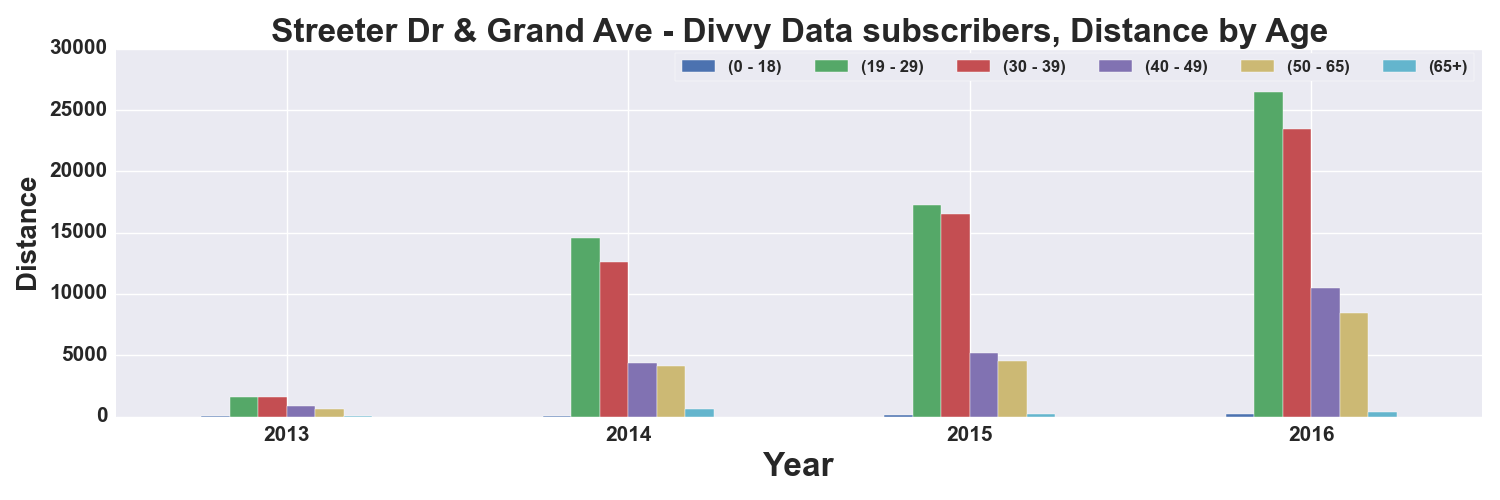 Streeter Dr & Grand Ave - Divvy Data subscribers, Distance by Age
(0 - 18) (19 - 29) (30 - 39) (40 - 49) (50 - 65) (65+)
Distance
30000
25000
20000
15000
10000
5000
0
2013 2014 2015 2016
Year